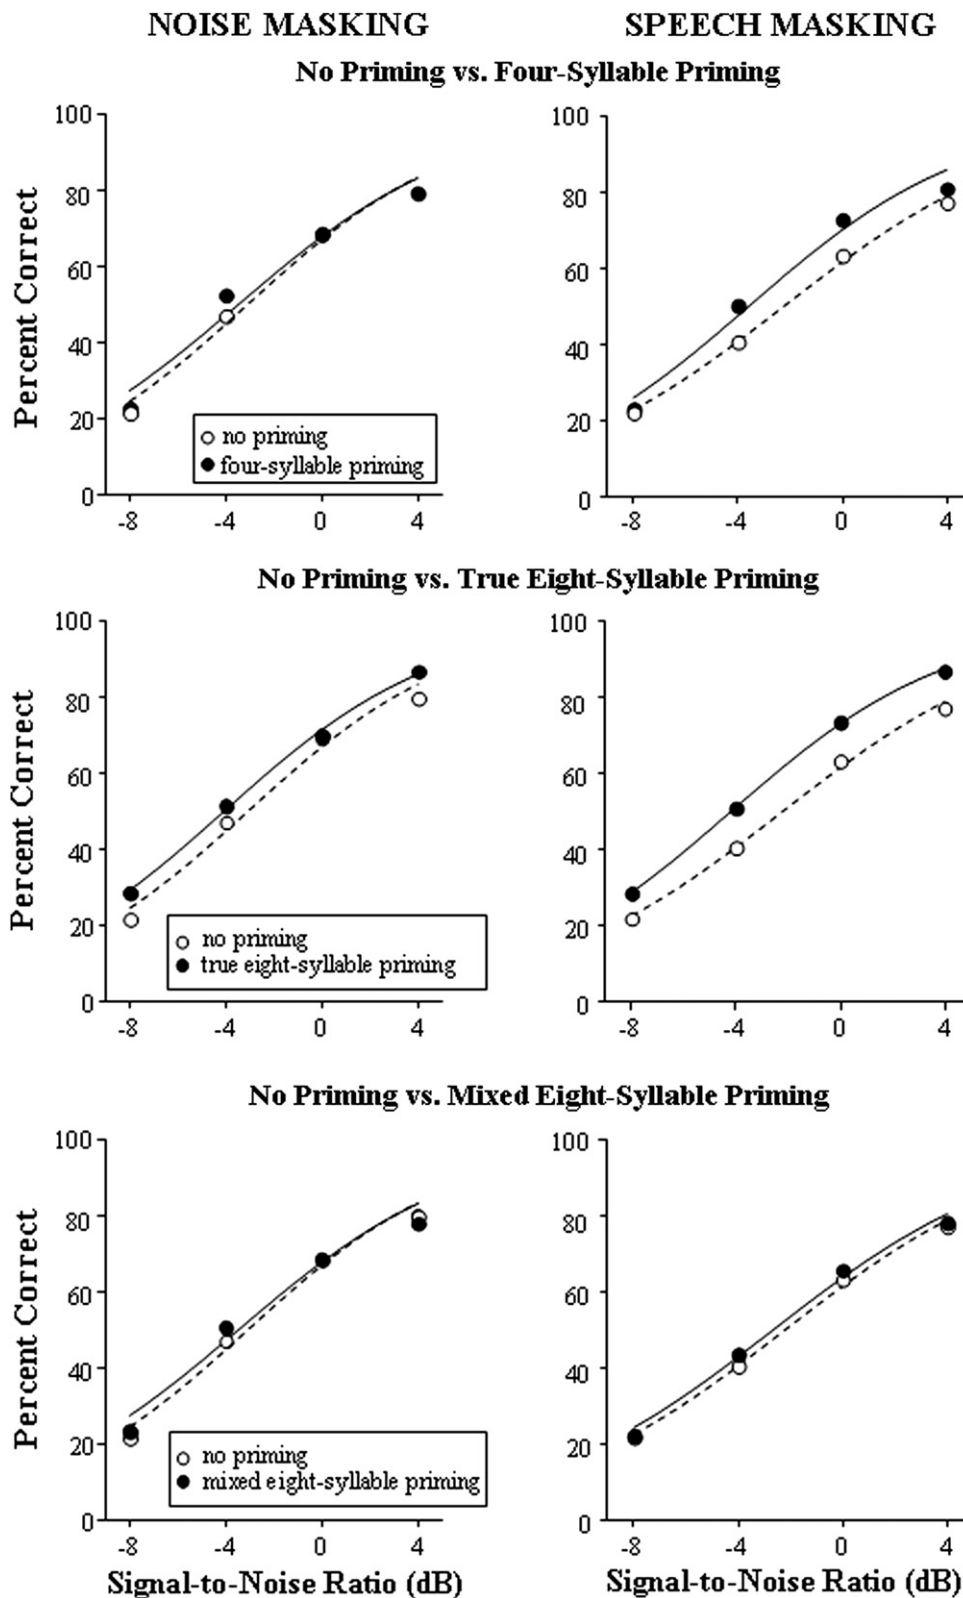 NOISE MASKING SPEECH MASKING
No Priming vs. Four-Syllable Priming
100 100
80 80
60 60
40 40
20 20
0 0
Percent Correct
no priming
four-syllable priming
-8 -4 0 4 -8 -4 0 4
No Priming vs. True Eight-Syllable Priming
100 100
80 80
60 60
40 40
20 20
0 0
Percent Correct
no priming
true eight-syllable priming
-8 -4 0 4 -8 -4 0 4
No Priming vs. Mixed Eight-Syllable Priming
100 100
80 80
60 60
40 40
20 20
0 0
Percent Correct
no priming
mixed eight-syllable priming
-8 -4 0 4 -8 -4 0 4
Signal-to-Noise Ratio (dB) Signal-to-Noise Ratio (dB)